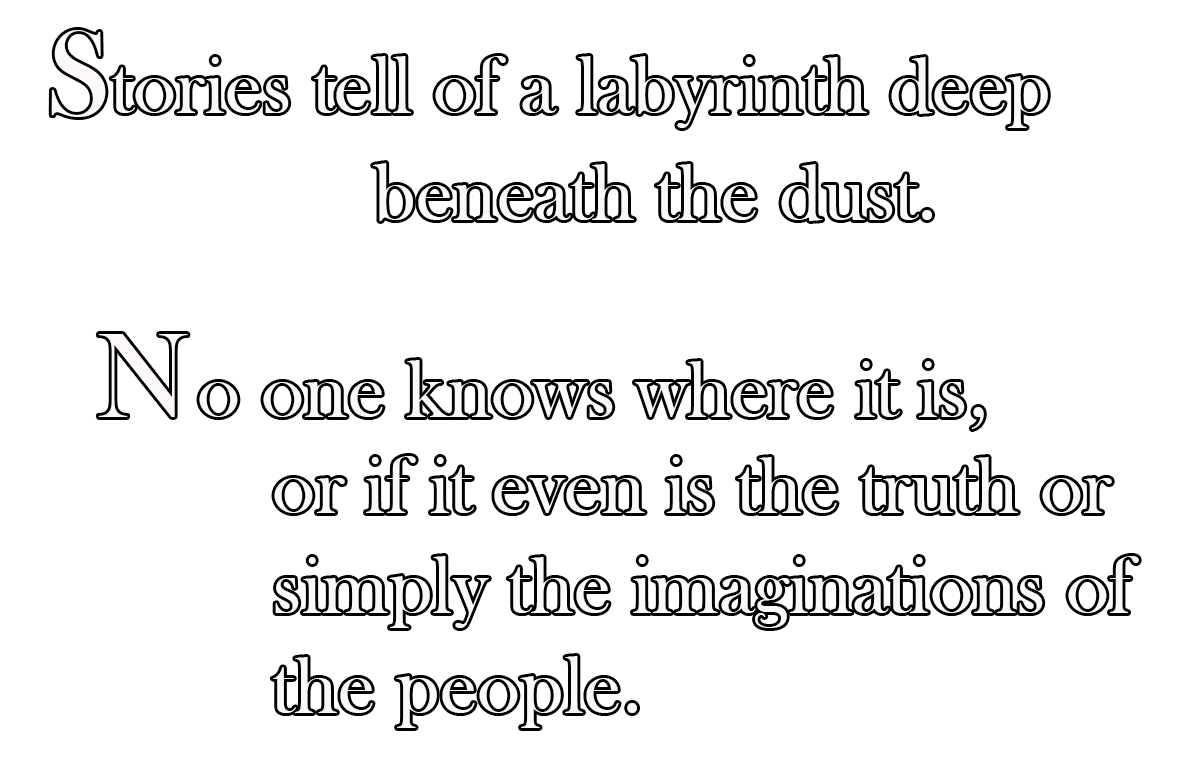 Stories tell of a labyrinth deep
beneath the dust.
No one knows where it is,
or if it even is the truth or
simply the imaginations of
the people.